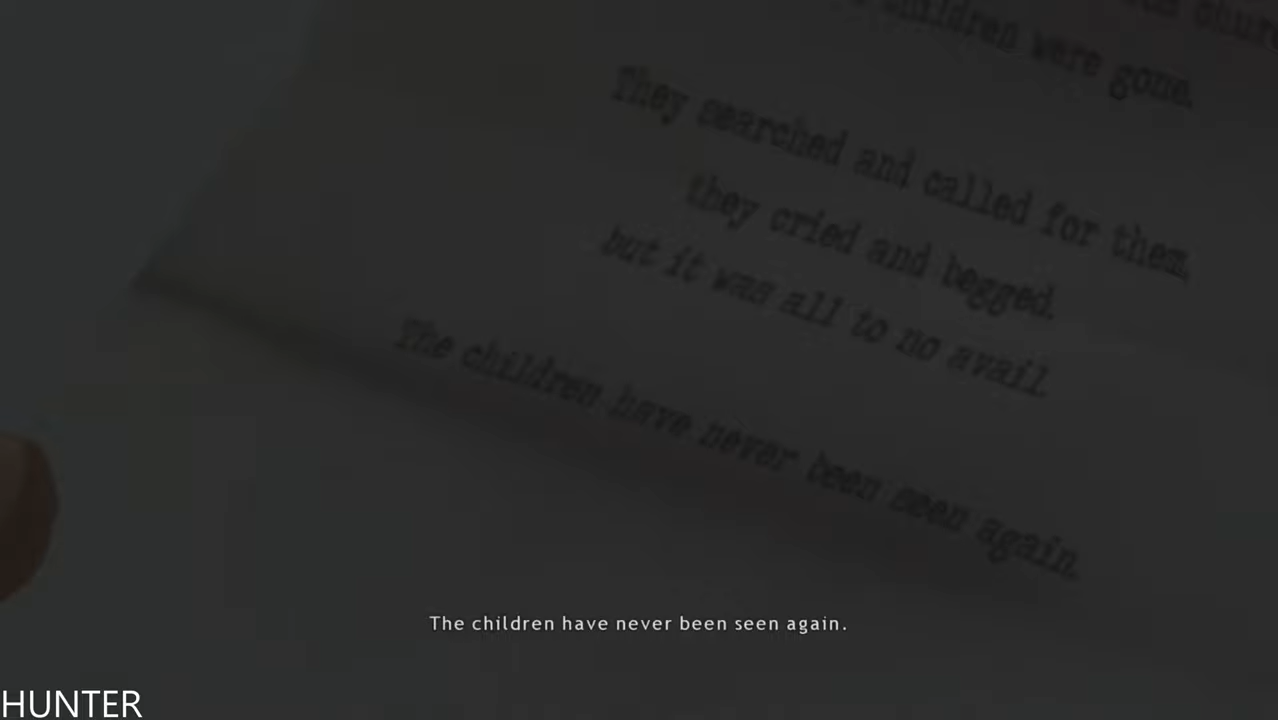 children were gone.
They searched and called for them,
they cried and begged.
but it was all to no avail.
The children have never been seen again.
The children have never been seen again.
HUNTER